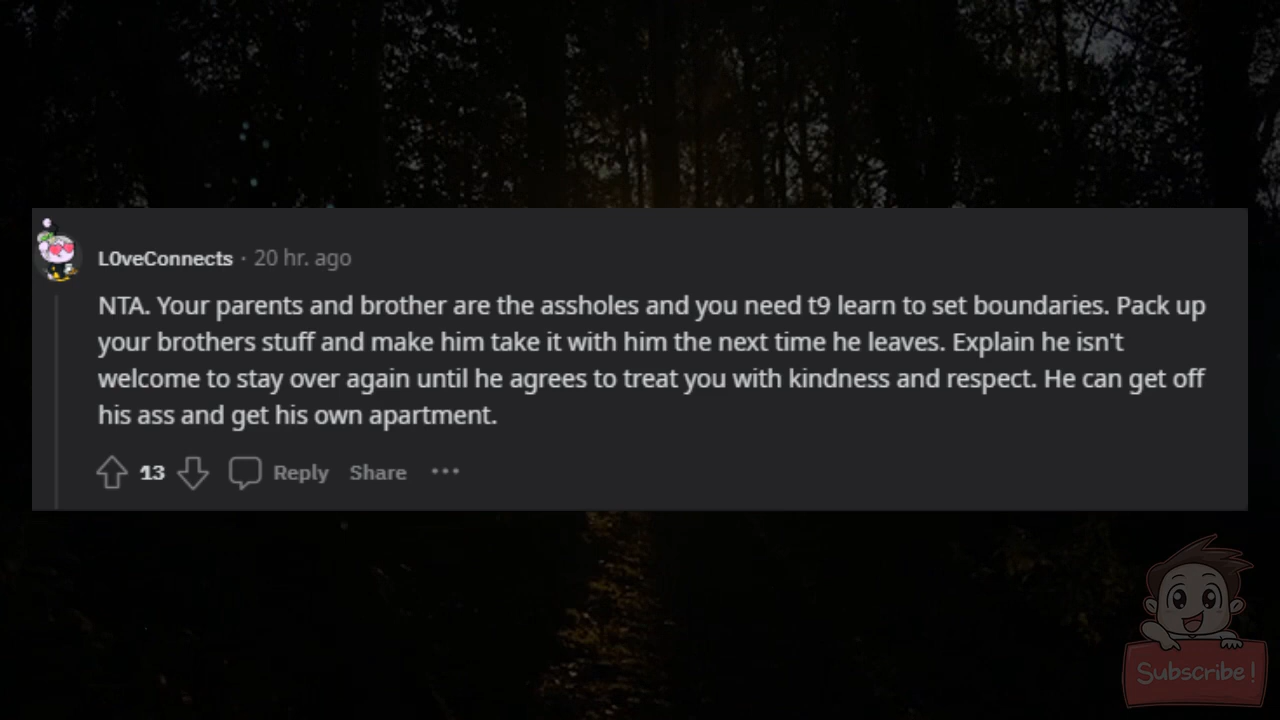 L0veConnects · 20 hr. ago
NTA. Your parents and brother are the assholes and you need t9 learn to set boundaries. Pack up
your brothers stuff and make him take it with him the next time he leaves. Explain he isn't
welcome to stay over again until he agrees to treat you with kindness and respect. He can get off
his ass and get his own apartment.
13 Reply Share ···
Subscribe!